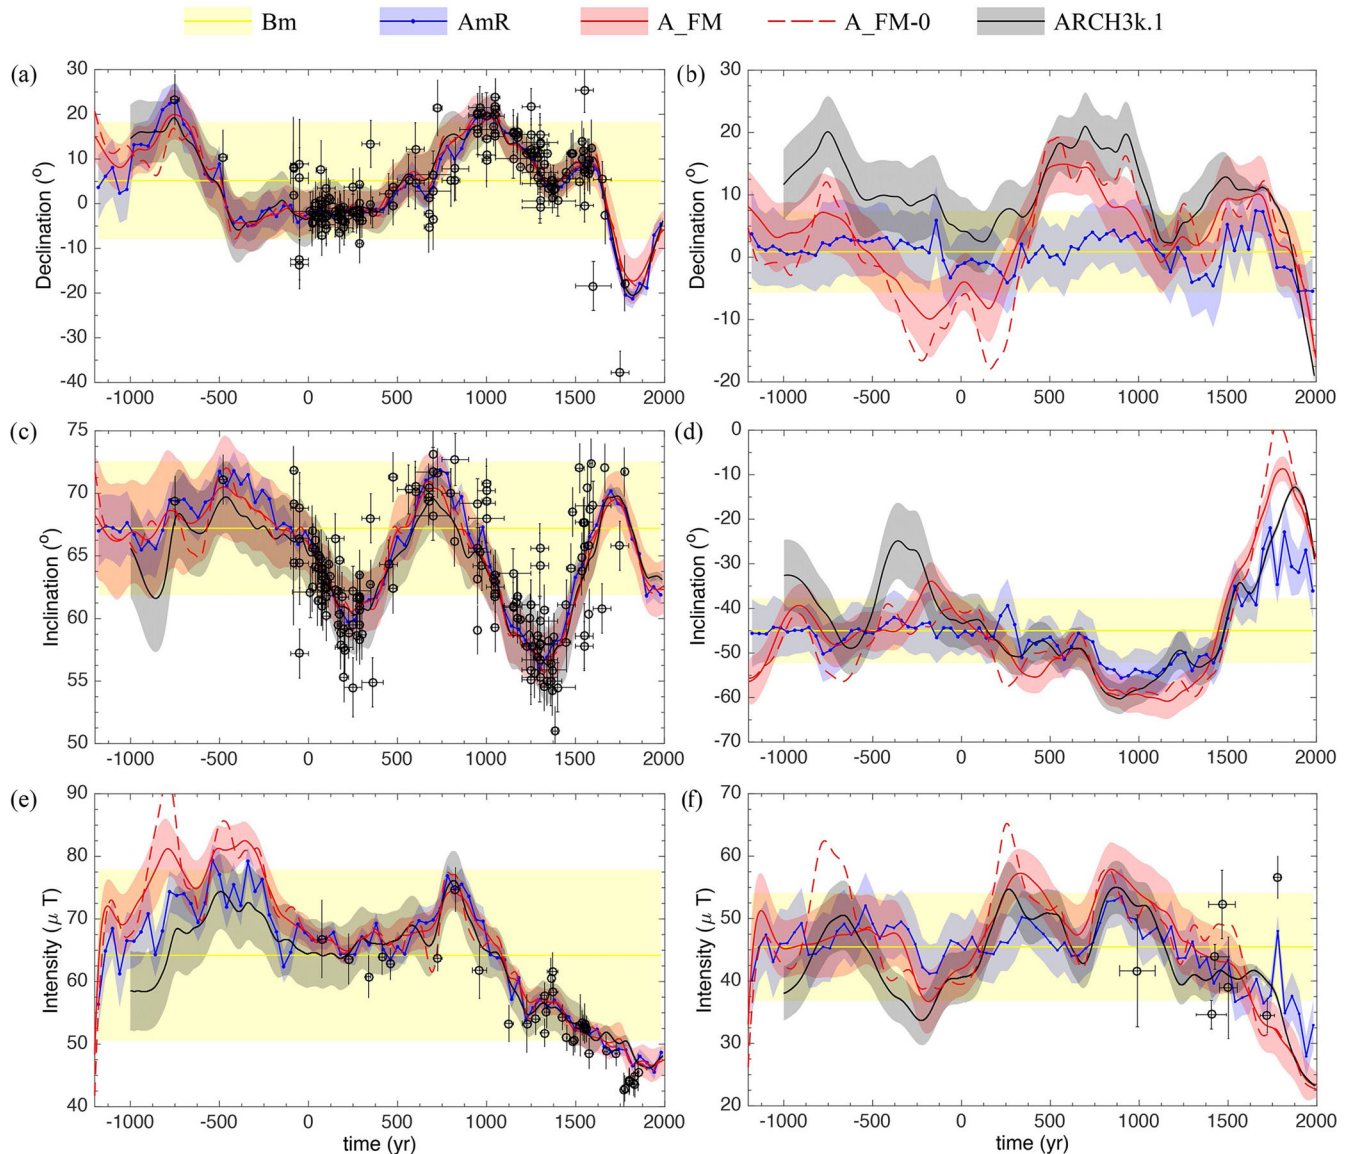 Bm AmR A_FM A_FM-0 ARCH3k.1
(a) (b)
30 20 10 0 -10 -20 -30 -40
Declination (°)
-1000 -500 0 500 1000 1500 2000
30 20 10 0 -10 -20
Declination (°)
-1000 -500 0 500 1000 1500 2000
(c) (d)
75 70 65 60 55 50
Inclination (°)
-1000 -500 0 500 1000 1500 2000
0 -10 -20 -30 -40 -50 -60 -70
Inclination (°)
-1000 -500 0 500 1000 1500 2000
(e) (f)
90 80 70 60 50 40
Intensity (μ T)
-1000 -500 0 500 1000 1500 2000
time (yr)
70 60 50 40 30 20
Intensity (μ T)
-1000 -500 0 500 1000 1500 2000
time (yr)